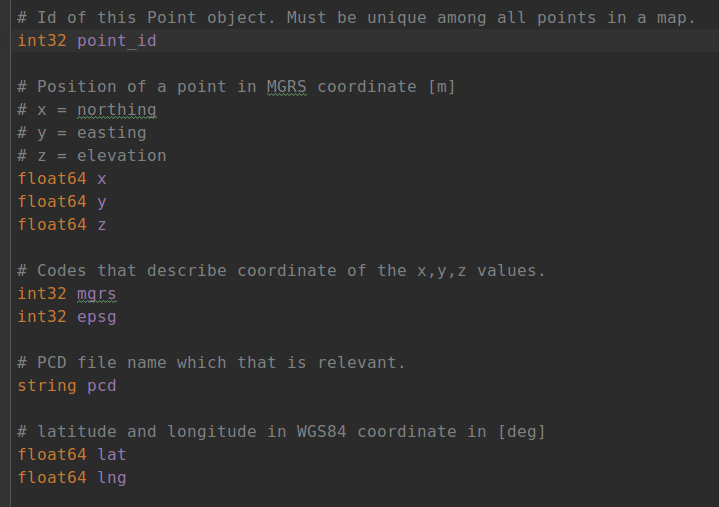 # Id of this Point object. Must be unique among all points in a map.
int32 point_id
# Position of a point in MGRS coordinate [m]
# x = northing
# y = easting
# z = elevation
float64 x
float64 y
float64 z
# Codes that describe coordinate of the x,y,z values.
int32 mgrs
int32 epsg
# PCD file name which that is relevant.
string pcd
# latitude and longitude in WGS84 coordinate in [deg]
float64 lat
float64 lng